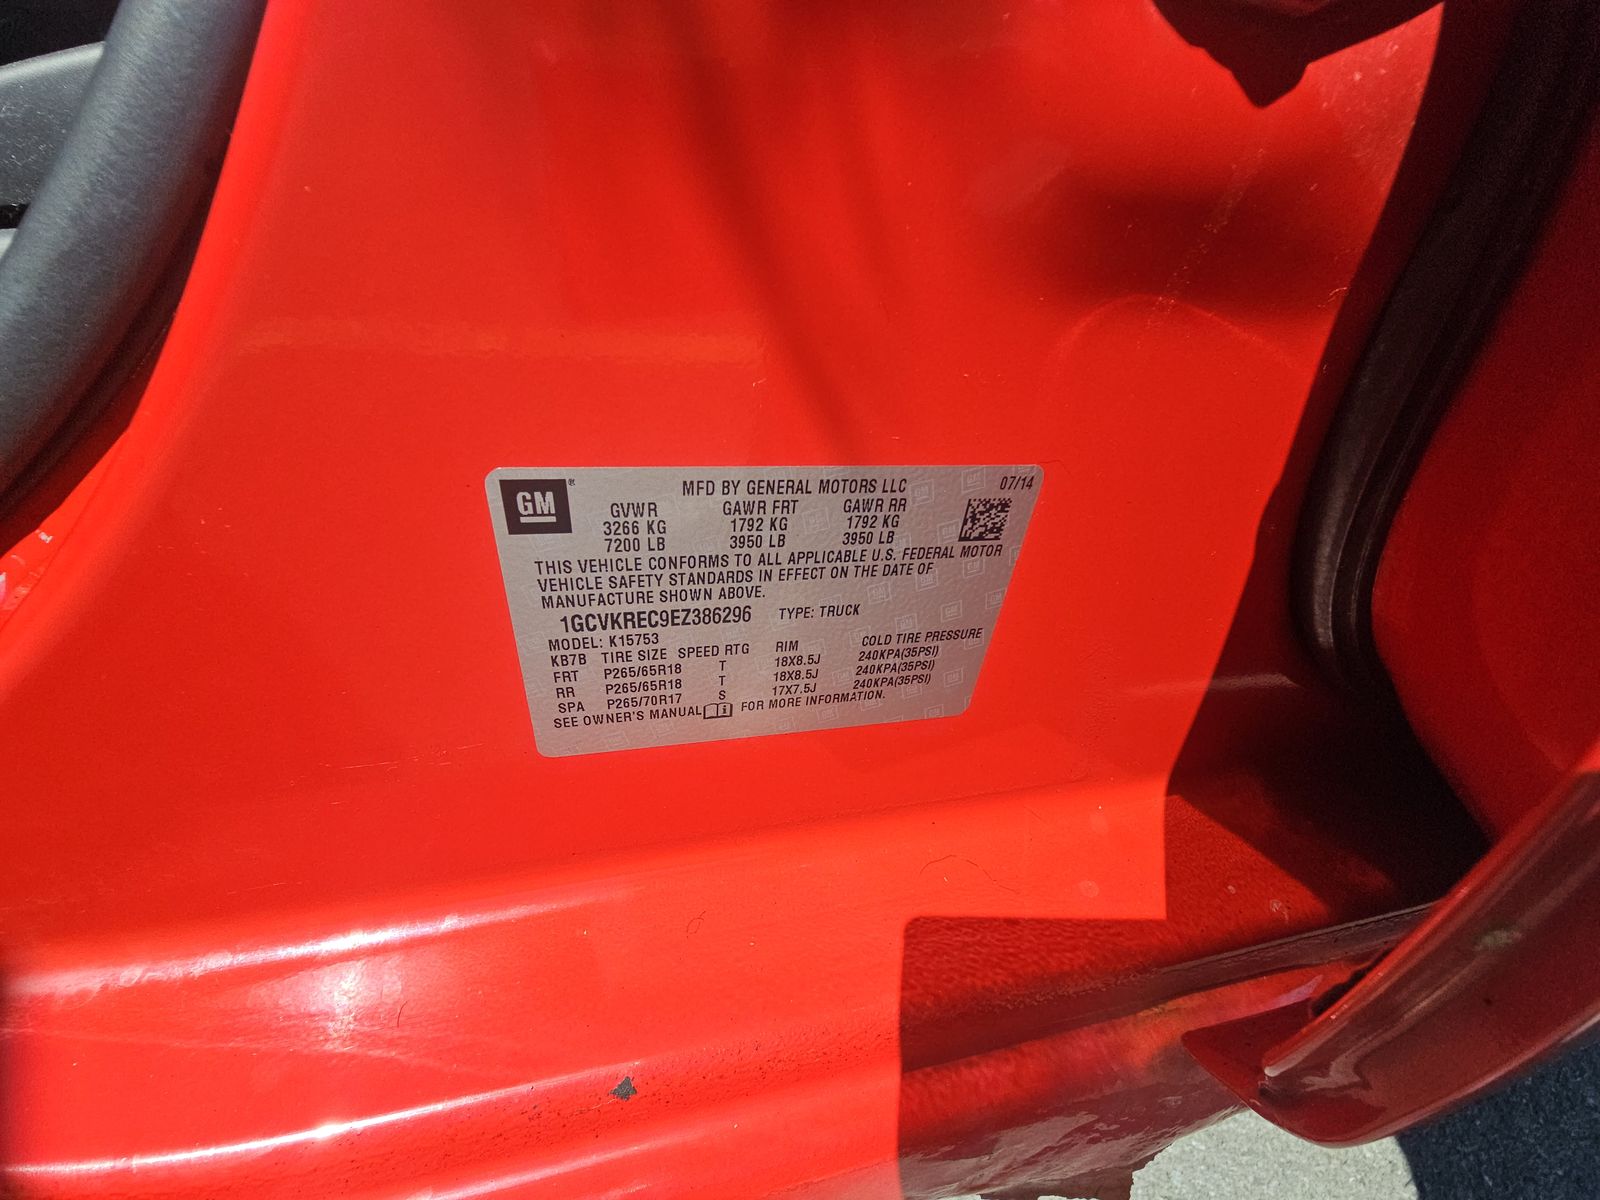 GM®
MFD BY GENERAL MOTORS LLC 07/14
GVWR GAWR FRT GAWR RR
3266 KG 1792 KG 1792 KG
7200 LB 3950 LB 3950 LB
THIS VEHICLE CONFORMS TO ALL APPLICABLE U.S. FEDERAL MOTOR
VEHICLE SAFETY STANDARDS IN EFFECT ON THE DATE OF
MANUFACTURE SHOWN ABOVE.
1GCVKREC9EZ386296 TYPE: TRUCK
MODEL: K15753
KB7B TIRE SIZE SPEED RTG RIM COLD TIRE PRESSURE
FRT P265/65R18 T 18X8.5J 240KPA(35PSI)
RR P265/65R18 T 18X8.5J 240KPA(35PSI)
SPA P265/70R17 S 17X7.5J 240KPA(35PSI)
SEE OWNER'S MANUAL FOR MORE INFORMATION.